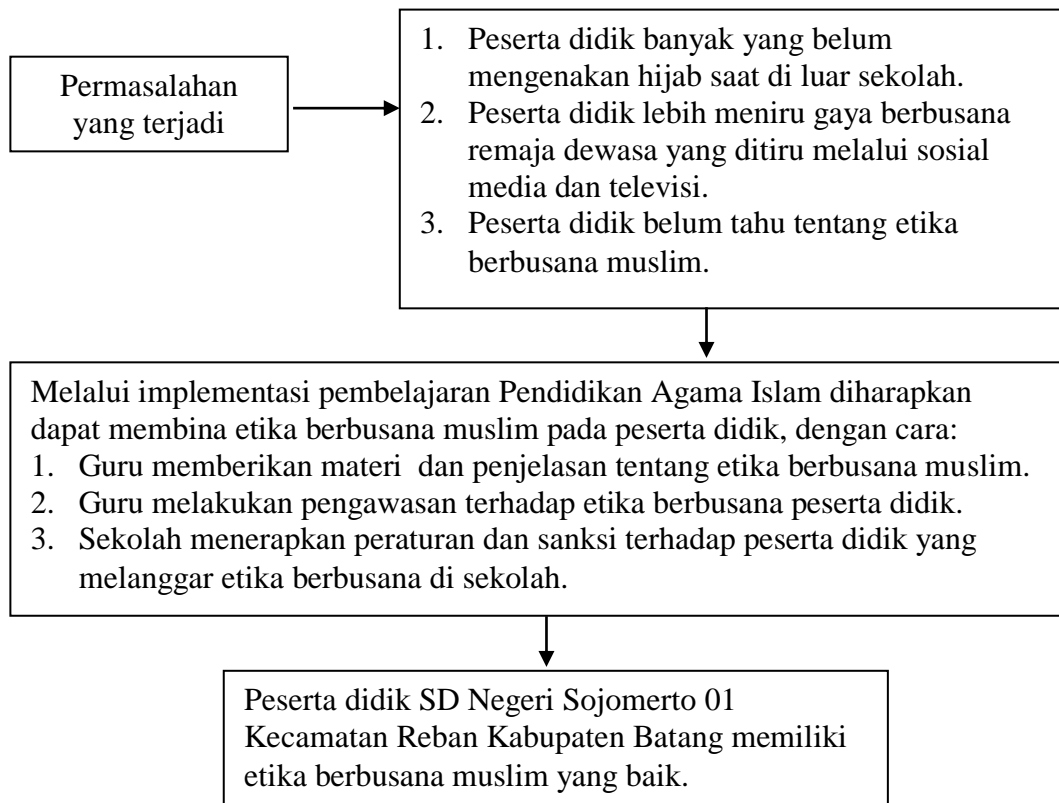 Permasalahan
yang terjadi
1. Peserta didik banyak yang belum
mengenakan hijab saat di luar sekolah.
2. Peserta didik lebih meniru gaya berbusana
remaja dewasa yang ditiru melalui sosial
media dan televisi.
3. Peserta didik belum tahu tentang etika
berbusana muslim.
Melalui implementasi pembelajaran Pendidikan Agama Islam diharapkan
dapat membina etika berbusana muslim pada peserta didik, dengan cara:
1. Guru memberikan materi dan penjelasan tentang etika berbusana muslim.
2. Guru melakukan pengawasan terhadap etika berbusana peserta didik.
3. Sekolah menerapkan peraturan dan sanksi terhadap peserta didik yang
melanggar etika berbusana di sekolah.
Peserta didik SD Negeri Sojomerto 01
Kecamatan Reban Kabupaten Batang memiliki
etika berbusana muslim yang baik.